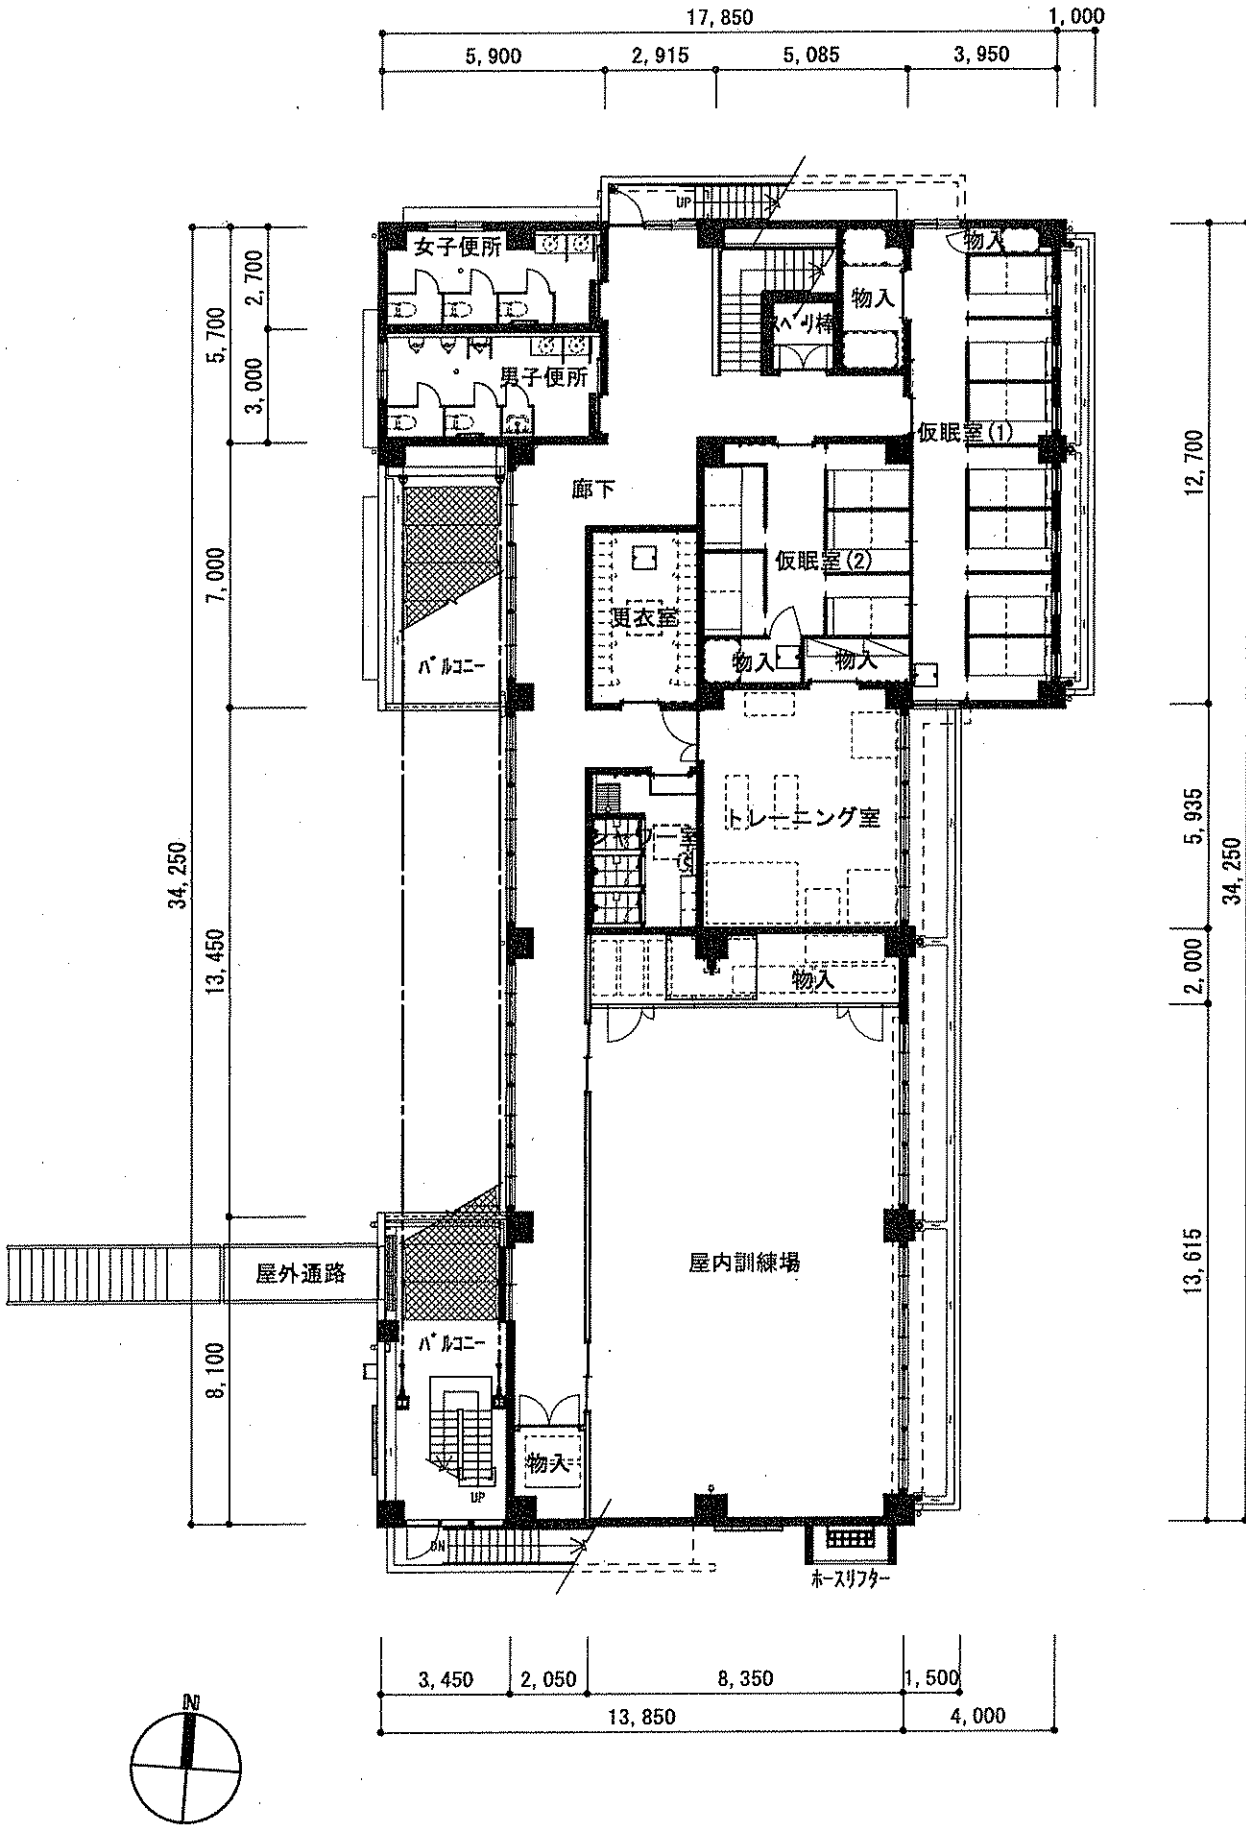 17,850
1,000
5,900
2,915
5,085
3,950
UP
女子便所
物入
2,700
5,700
物入
スベリ棒
男子便所
3,000
仮眠室(1)
12,700
廊下
仮眠室(2)
7,000
更衣室
バルコニー
物入
物入
トレーニング室
シャワー室
5,935
34,250
34,250
13,450
物入
2,000
屋内訓練場
屋外通路
13,615
バルコニー
8,100
物入
UP
DN
ホースリフター
3,450
2,050
8,350
1,500
13,850
4,000
N